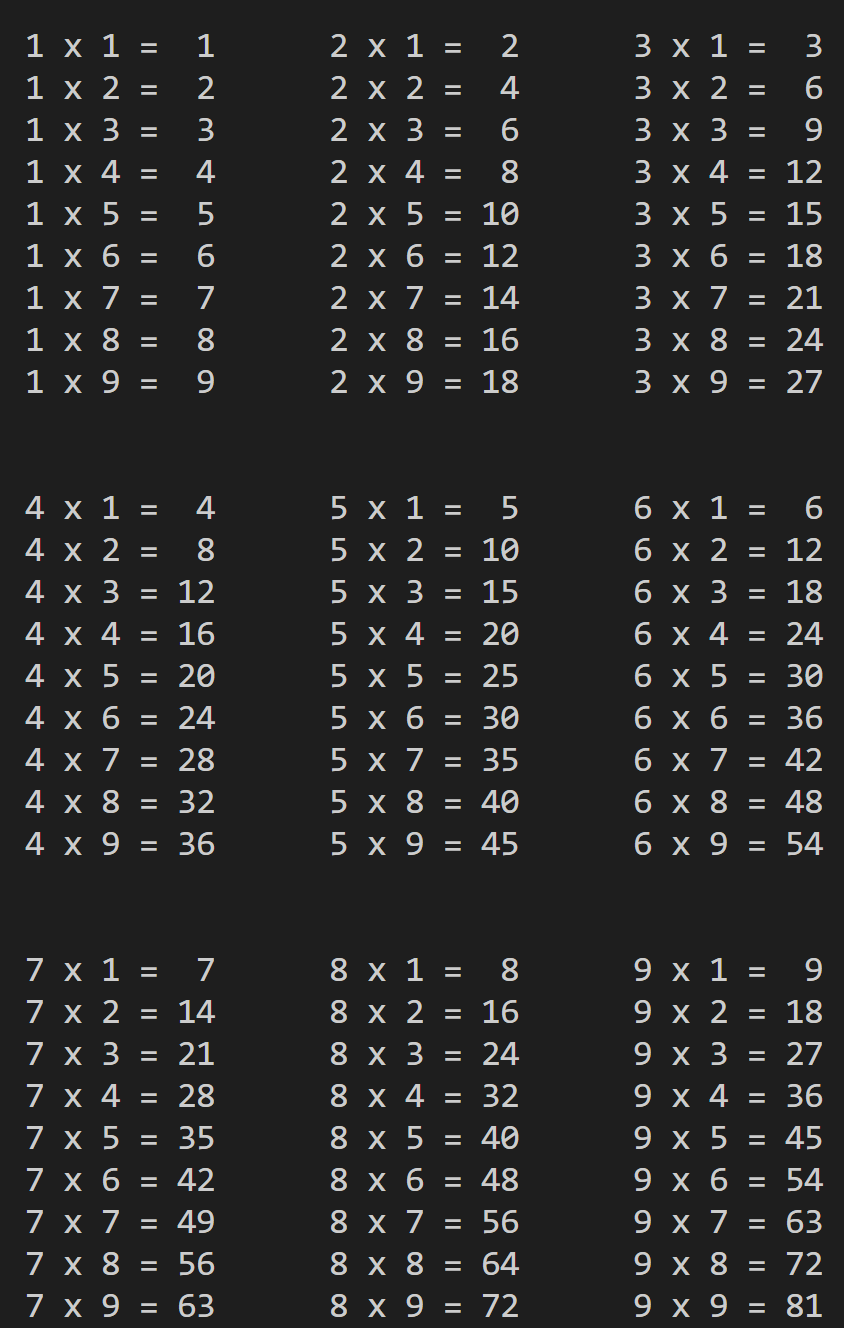 1 x 1 =  1      2 x 1 =  2      3 x 1 =  3
1 x 2 =  2      2 x 2 =  4      3 x 2 =  6
1 x 3 =  3      2 x 3 =  6      3 x 3 =  9
1 x 4 =  4      2 x 4 =  8      3 x 4 = 12
1 x 5 =  5      2 x 5 = 10      3 x 5 = 15
1 x 6 =  6      2 x 6 = 12      3 x 6 = 18
1 x 7 =  7      2 x 7 = 14      3 x 7 = 21
1 x 8 =  8      2 x 8 = 16      3 x 8 = 24
1 x 9 =  9      2 x 9 = 18      3 x 9 = 27
4 x 1 =  4      5 x 1 =  5      6 x 1 =  6
4 x 2 =  8      5 x 2 = 10      6 x 2 = 12
4 x 3 = 12      5 x 3 = 15      6 x 3 = 18
4 x 4 = 16      5 x 4 = 20      6 x 4 = 24
4 x 5 = 20      5 x 5 = 25      6 x 5 = 30
4 x 6 = 24      5 x 6 = 30      6 x 6 = 36
4 x 7 = 28      5 x 7 = 35      6 x 7 = 42
4 x 8 = 32      5 x 8 = 40      6 x 8 = 48
4 x 9 = 36      5 x 9 = 45      6 x 9 = 54
7 x 1 =  7      8 x 1 =  8      9 x 1 =  9
7 x 2 = 14      8 x 2 = 16      9 x 2 = 18
7 x 3 = 21      8 x 3 = 24      9 x 3 = 27
7 x 4 = 28      8 x 4 = 32      9 x 4 = 36
7 x 5 = 35      8 x 5 = 40      9 x 5 = 45
7 x 6 = 42      8 x 6 = 48      9 x 6 = 54
7 x 7 = 49      8 x 7 = 56      9 x 7 = 63
7 x 8 = 56      8 x 8 = 64      9 x 8 = 72
7 x 9 = 63      8 x 9 = 72      9 x 9 = 81